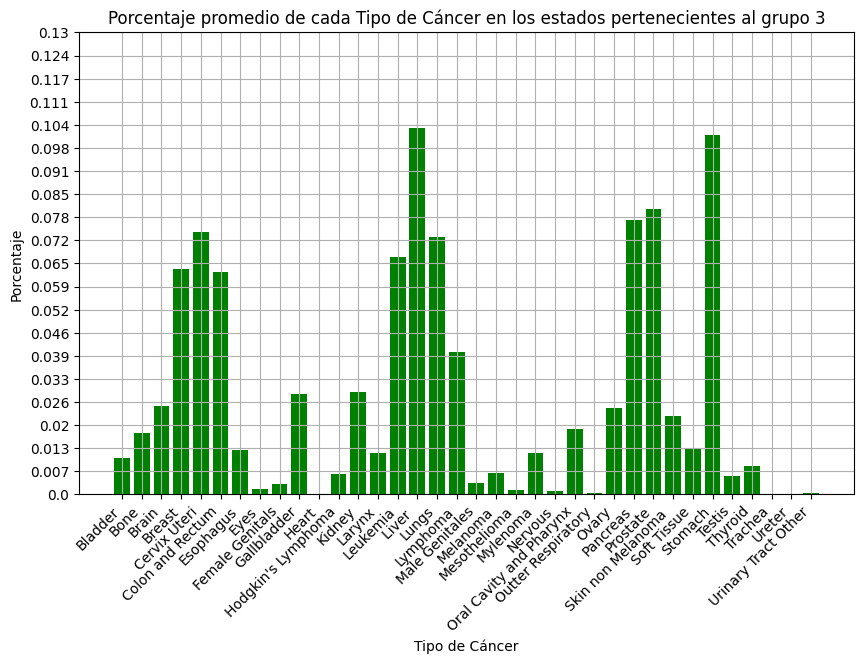 Porcentaje promedio de cada Tipo de Cáncer en los estados pertenecientes al grupo 3
0.13
0.124
0.117
0.111
0.104
0.098
0.091
0.085
0.078
0.072
0.065
0.059
0.052
0.046
0.039
0.033
0.026
0.02
0.013
0.007
0.0
Porcentaje
Bladder
Bone
Brain
Breast
Cervix Uteri
Colon and Rectum
Esophagus
Eyes
Female Genitals
Gallbladder
Heart
Hodgkin's Lymphoma
Kidney
Larynx
Leukemia
Liver
Lungs
Lymphoma
Male Genitales
Melanoma
Mesothelioma
Mylenoma
Nervous
Oral Cavity and Pharynx
Outter Respiratory
Ovary
Pancreas
Prostate
Skin non Melanoma
Soft Tissue
Stomach
Testis
Thyroid
Trachea
Ureter
Urinary Tract Other
Tipo de Cáncer